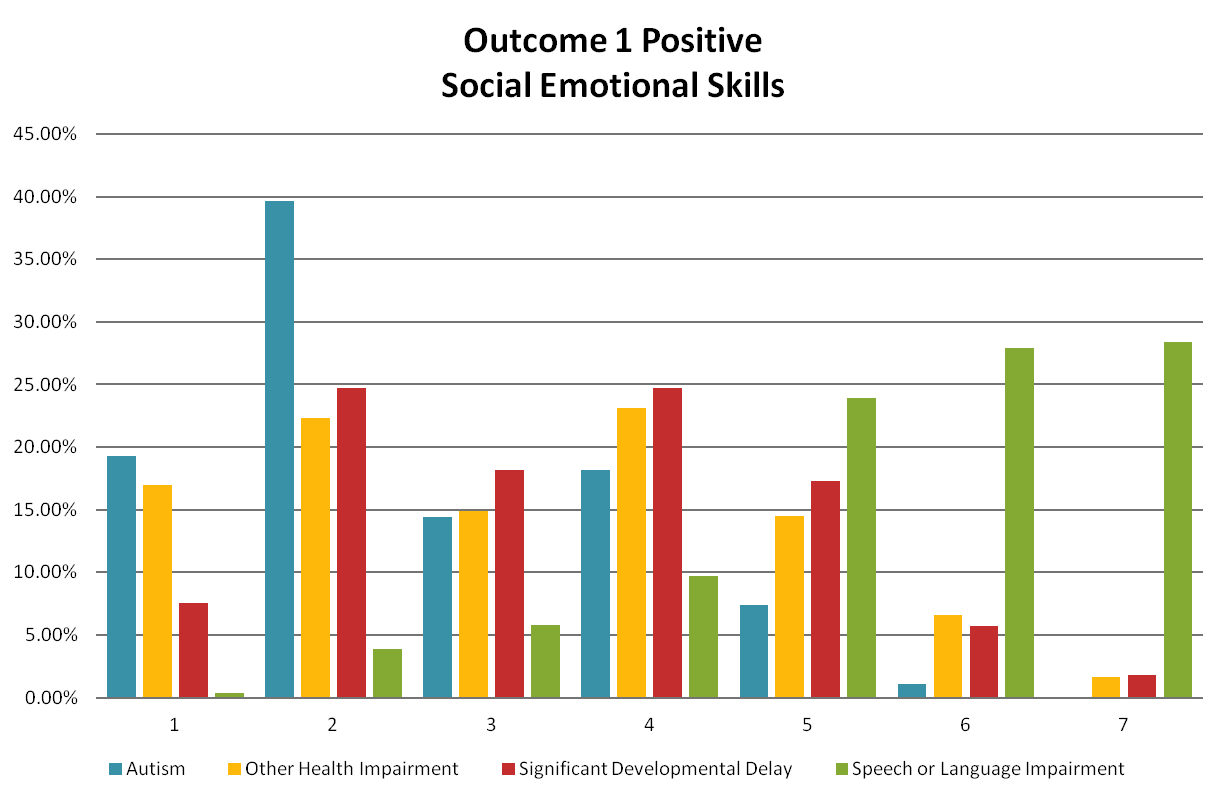 Outcome 1 Positive
Social Emotional Skills
45.00%
40.00%
35.00%
30.00%
25.00%
20.00%
15.00%
10.00%
5.00%
0.00%
1 2 3 4 5 6 7
Autism Other Health Impairment Significant Developmental Delay Speech or Language Impairment